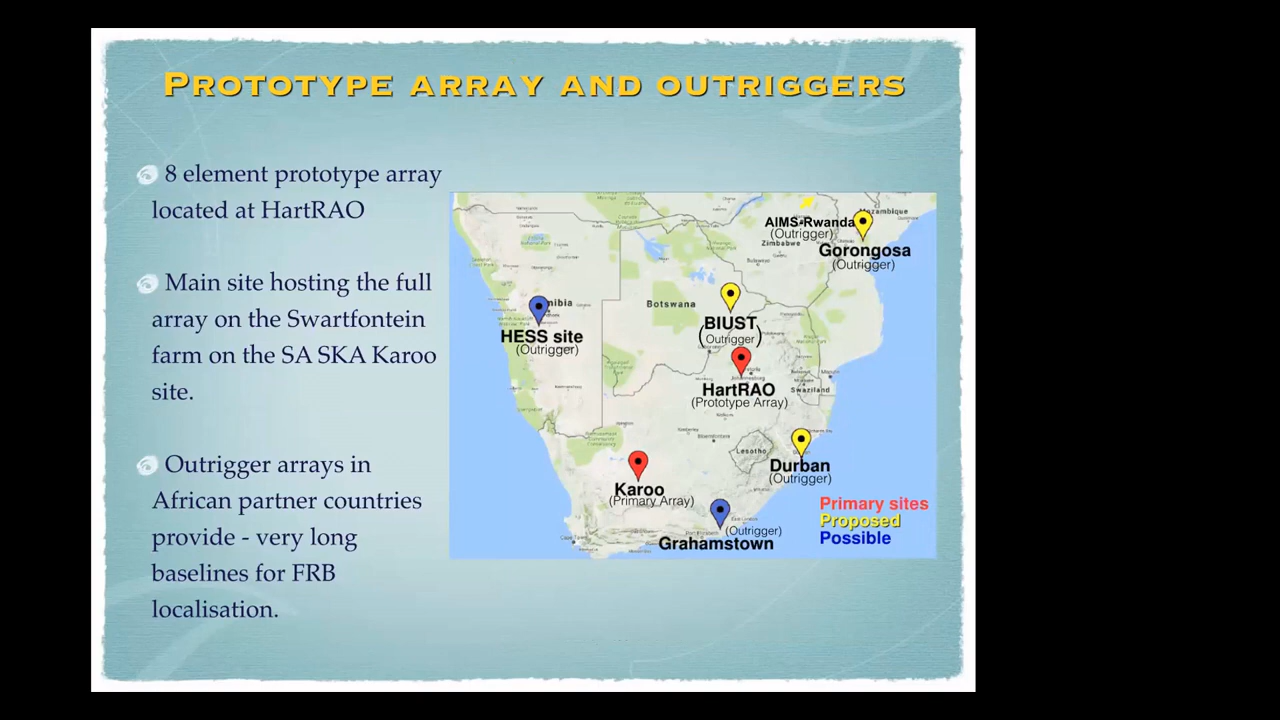 PROTOTYPE ARRAY AND OUTRIGGERS
8 element prototype array
located at HartRAO
Main site hosting the full
array on the Swartfontein
farm on the SA SKA Karoo
site.
Outrigger arrays in
African partner countries
provide - very long
baselines for FRB
localisation.
AIMS-Rwanda
(Outrigger)
Mozambique
Zimbabwe
Gorongosa
(Outrigger)
Botswana
mibia
HESS site
(Outrigger)
BIUST
(Outrigger)
HartRAO
(Prototype Array)
Swaziland
Lesotho
Durban
(Outrigger)
Karoo
(Primary Array)
(Outrigger)
Grahamstown
Primary sites
Proposed
Possible